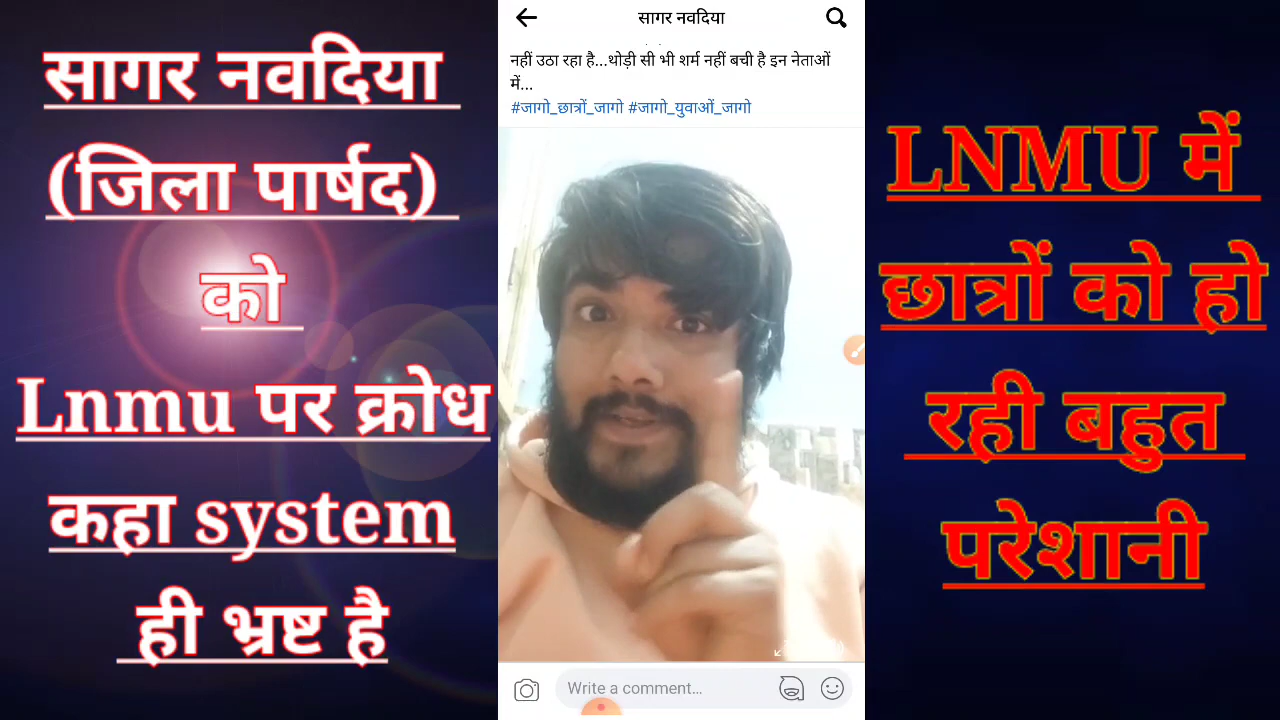 सागर नवदिया
(जिला पार्षद)
को
Lnmu पर क्रोध
कहा system
ही भ्रष्ट है
सागर नवदिया
नहीं उठा रहा है...थोड़ी सी भी शर्म नहीं बची है इन नेताओं
में...
#जागो_छात्रों_जागो #जागो_युवाओं_जागो
Write a comment...
LNMU में
छात्रों को हो
रही बहुत
परेशानी